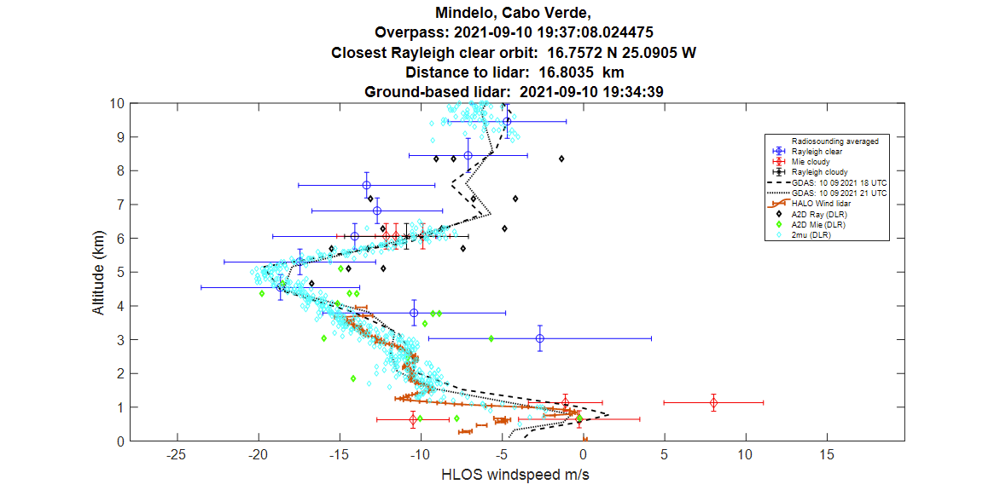 Mindelo, Cabo Verde,
Overpass: 2021-09-10 19:37:08.024475
Closest Rayleigh clear orbit: 16.7572 N 25.0905 W
Distance to lidar: 16.8035 km
Ground-based lidar: 2021-09-10 19:34:39
10
9
8
7
6
5
4
3
2
1
0
Altitude (km)
Radiosounding averaged
Rayleigh clear
Mie cloudy
Rayleigh cloudy
GDAS: 10 09 2021 18 UTC
GDAS: 10 09 2021 21 UTC
HALO Wind lidar
A2D Ray (DLR)
A2D Mie (DLR)
2mu (DLR)
-25 -20 -15 -10 -5 0 5 10 15
HLOS windspeed m/s